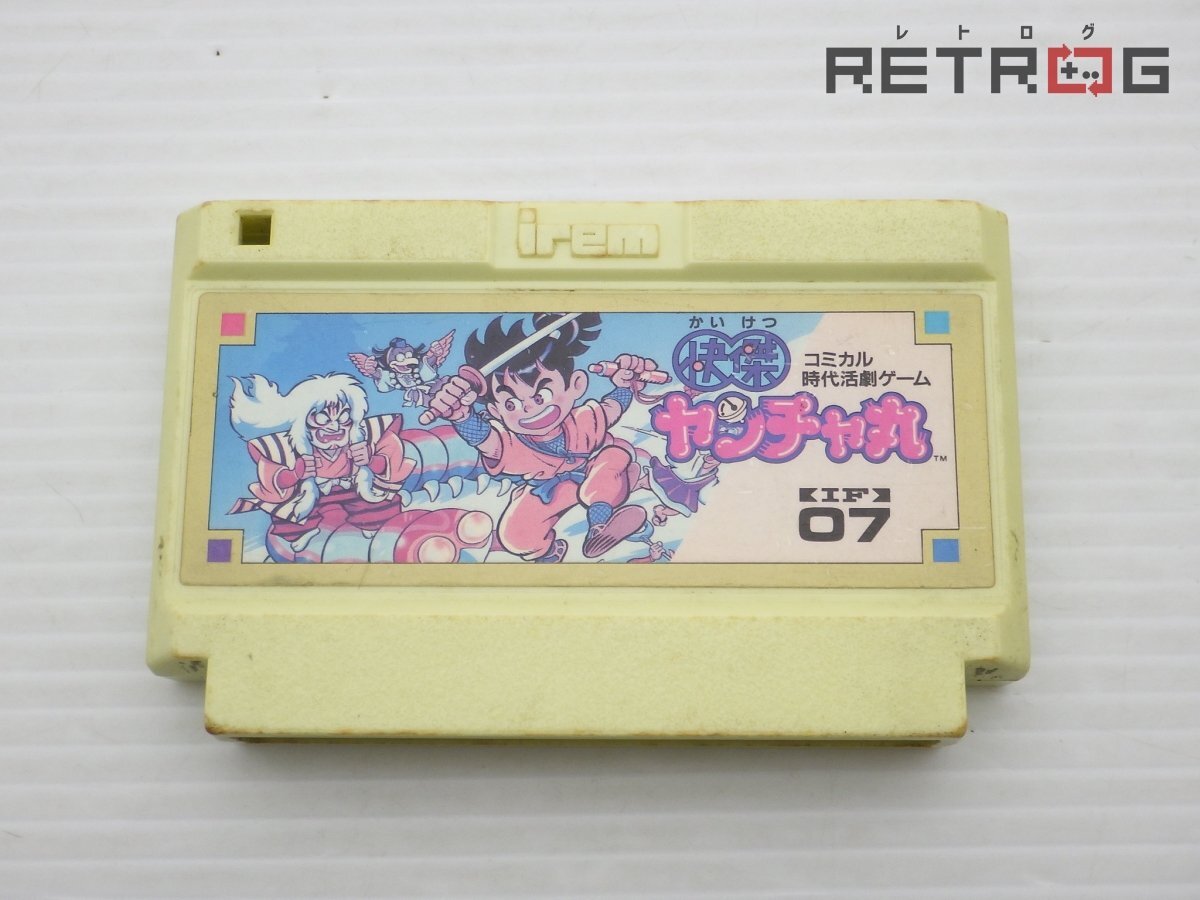 レトログ
RETROG
irem
かいけつ
快傑
コミカル
時代活劇ゲーム
ヤンチャ丸
TM
IF
07